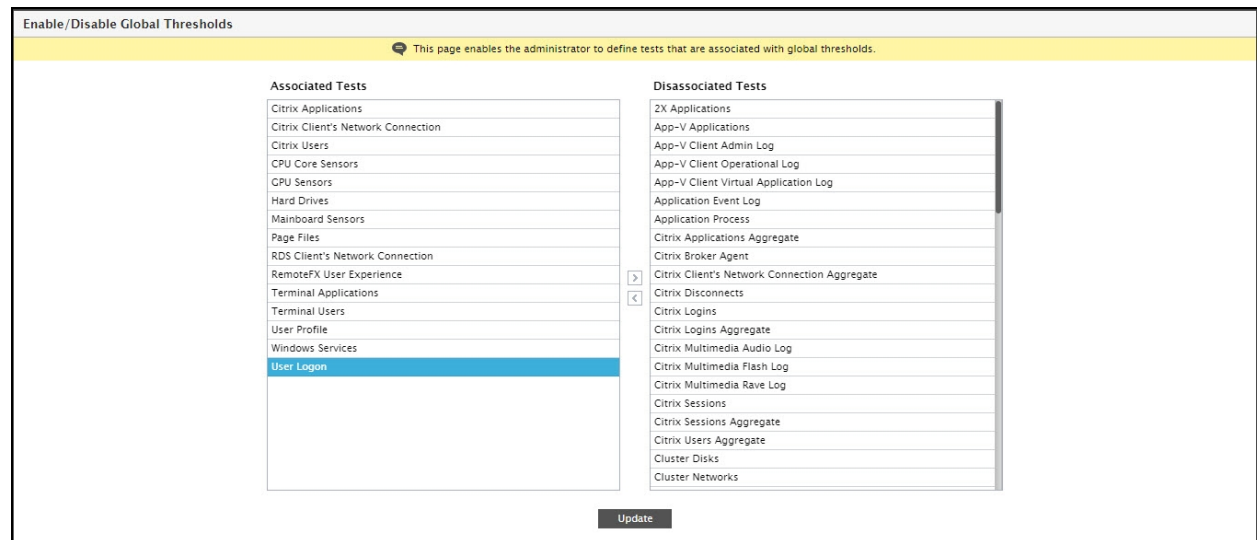 Enable/Disable Global Thresholds
This page enables the administrator to define tests that are associated with global thresholds.
Associated Tests
Citrix Applications
Citrix Client's Network Connection
Citrix Users
CPU Core Sensors
GPU Sensors
Hard Drives
Mainboard Sensors
Page Files
RDS Client's Network Connection
RemoteFX User Experience
Terminal Applications
Terminal Users
User Profile
Windows Services
User Logon
Disassociated Tests
2X Applications
App-V Applications
App-V Client Admin Log
App-V Client Operational Log
App-V Client Virtual Application Log
Application Event Log
Application Process
Citrix Applications Aggregate
Citrix Broker Agent
Citrix Client's Network Connection Aggregate
Citrix Disconnects
Citrix Logins
Citrix Logins Aggregate
Citrix Multimedia Audio Log
Citrix Multimedia Flash Log
Citrix Multimedia Rave Log
Citrix Sessions
Citrix Sessions Aggregate
Citrix Users Aggregate
Cluster Disks
Cluster Networks
Update